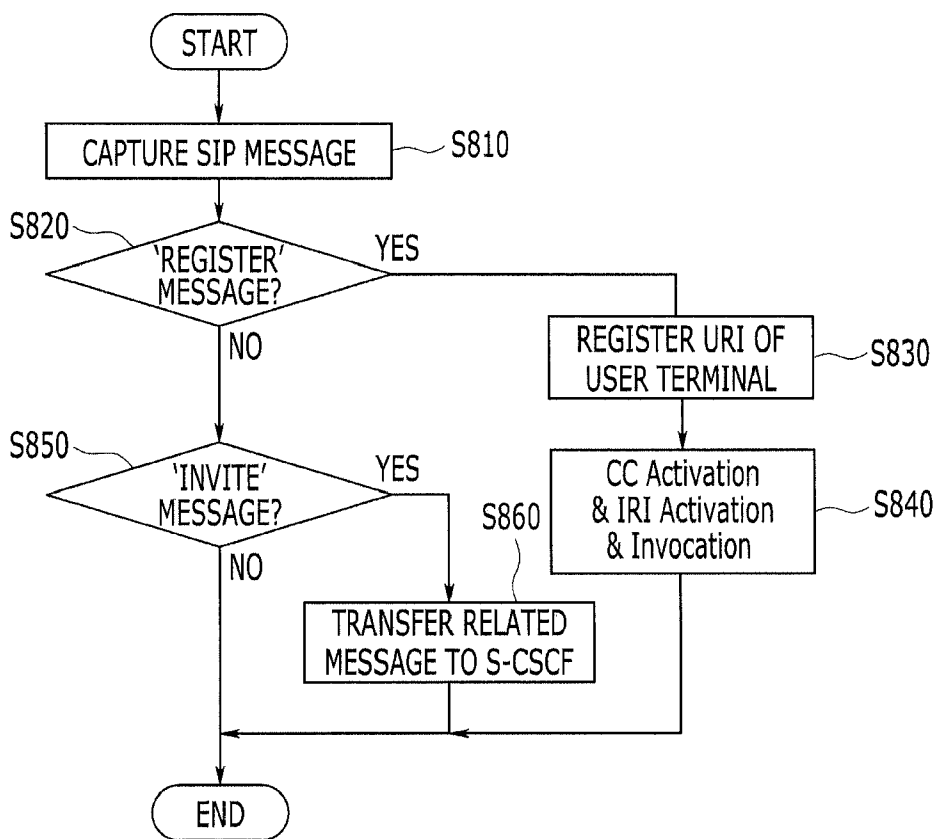 START
CAPTURE SIP MESSAGE
S810
S820
'REGISTER'
MESSAGE?
YES
NO
REGISTER URI OF
USER TERMINAL
S830
S850
'INVITE'
MESSAGE?
YES
NO
CC Activation
& IRI Activation
& Invocation
S840
S860
TRANSFER RELATED
MESSAGE TO S-CSCF
END